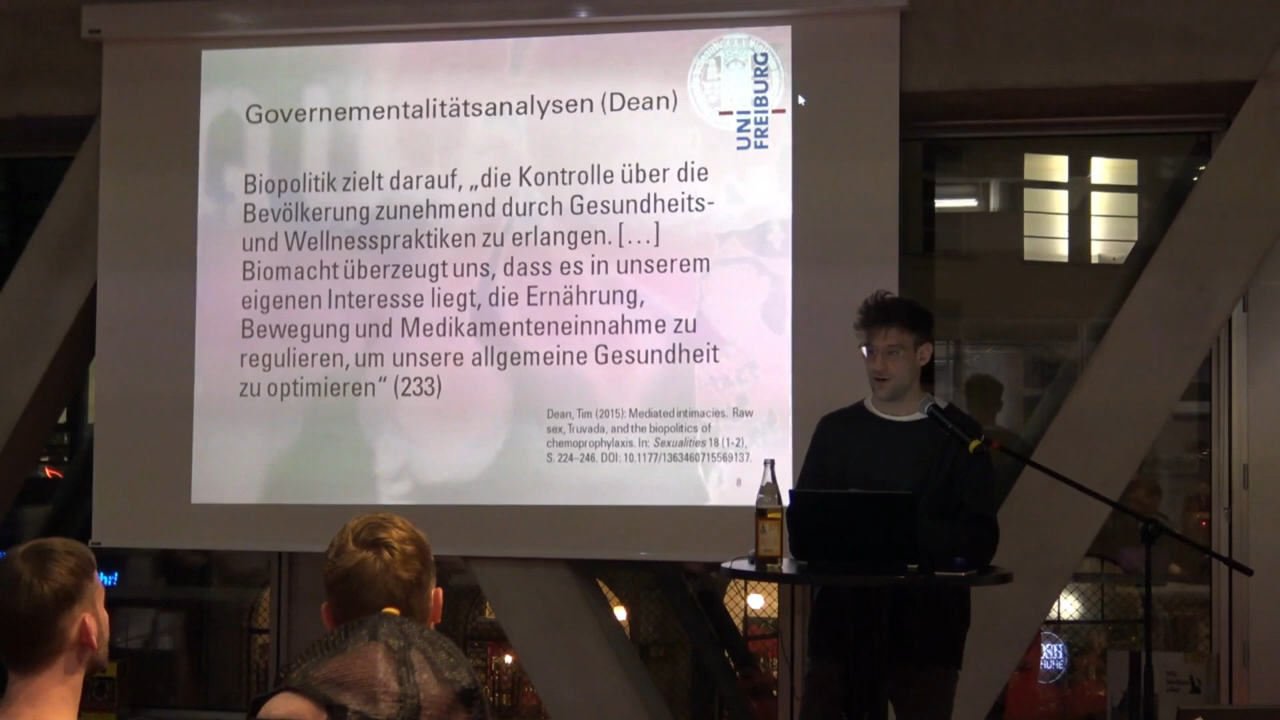 Governementalitätsanalysen (Dean)
UNI
FREIBURG
Biopolitik zielt darauf, „die Kontrolle über die
Bevölkerung zunehmend durch Gesundheits-
und Wellnesspraktiken zu erlangen. […]
Biomacht überzeugt uns, dass es in unserem
eigenen Interesse liegt, die Ernährung,
Bewegung und Medikamenteneinnahme zu
regulieren, um unsere allgemeine Gesundheit
zu optimieren“ (233)
Dean, Tim (2015): Mediated intimacies. Raw
sex, Truvada, and the biopolitics of
chemoprophylaxis. In: Sexualities 18 (1-2),
S. 224–246. DOI: 10.1177/1363460715569137.
8